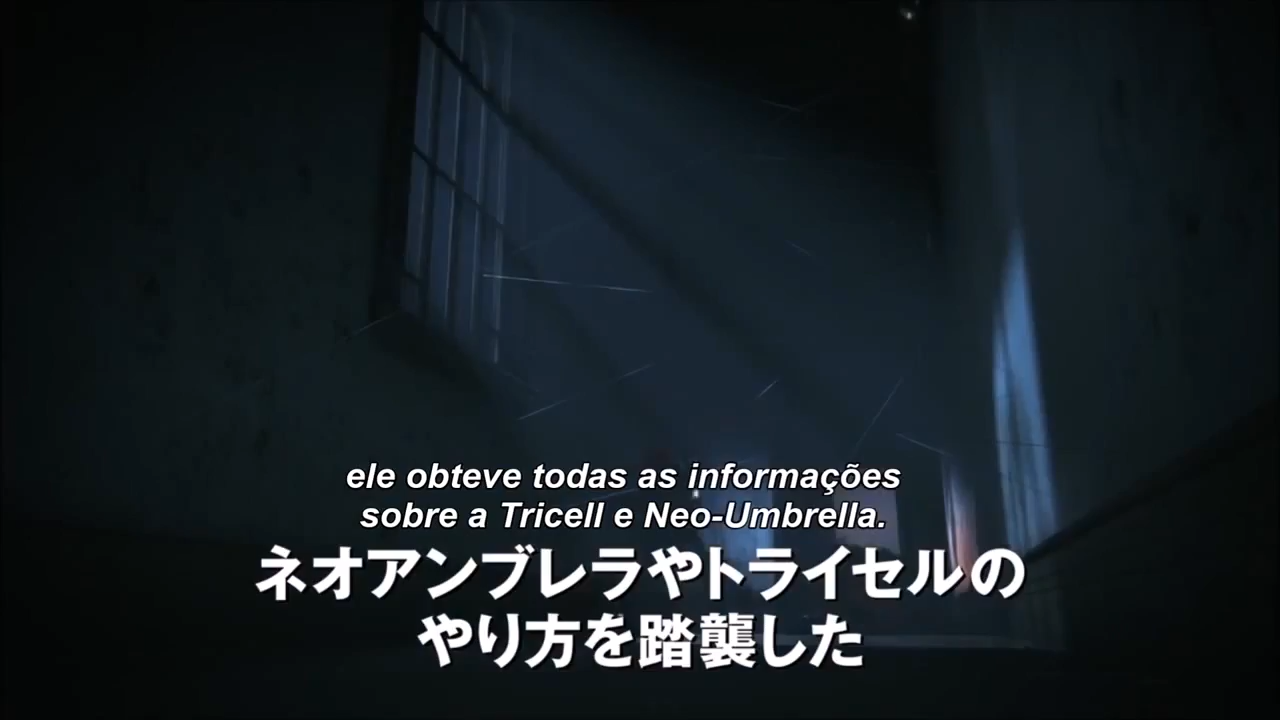 ele obteve todas as informações
sobre a Tricell e Neo-Umbrella.
ネオアンブレラやトライセルの
やり方を踏襲した